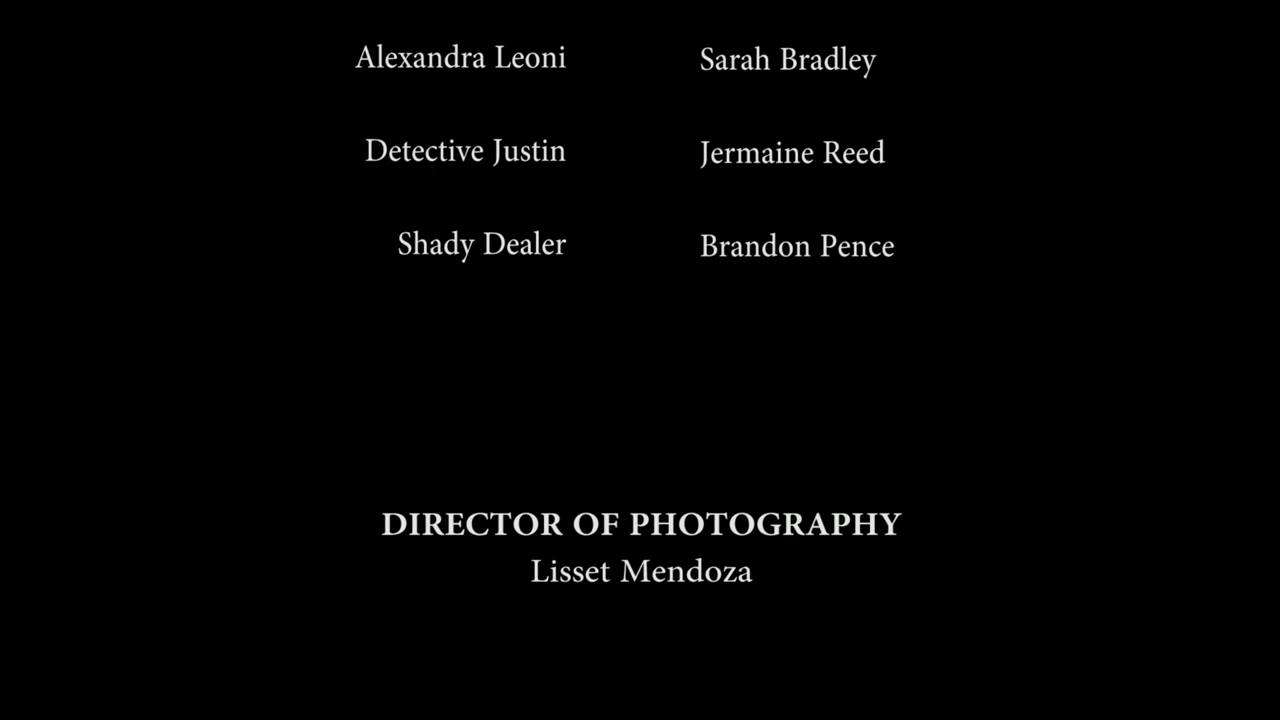 Alexandra Leoni Sarah Bradley
Detective Justin Jermaine Reed
Shady Dealer Brandon Pence
DIRECTOR OF PHOTOGRAPHY
Lisset Mendoza